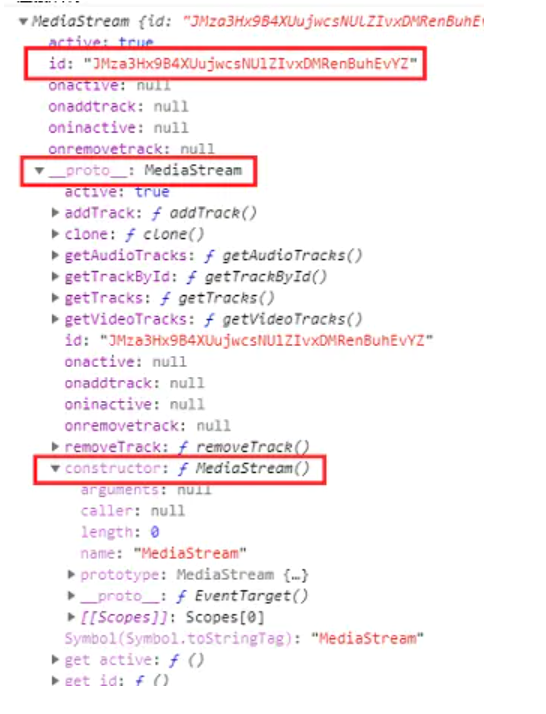 ▼MediaStream {id: "JMza3Hx9B4XUujwcsNUlZIvxDMRenBuhEv
active: true
id: "JMza3Hx9B4XUujwcsNUlZIvxDMRenBuhEvYZ"
onactive: null
onaddtrack: null
oninactive: null
onremovetrack: null
▼__proto__: MediaStream
active: true
▶addTrack: ƒ addTrack()
▶clone: ƒ clone()
▶getAudioTracks: ƒ getAudioTracks()
▶getTrackById: ƒ getTrackById()
▶getTracks: ƒ getTracks()
▶getVideoTracks: ƒ getVideoTracks()
id: "JMza3Hx9B4XUujwcsNUlZIvxDMRenBuhEvYZ"
onactive: null
onaddtrack: null
oninactive: null
onremovetrack: null
▶removeTrack: ƒ removeTrack()
▼constructor: ƒ MediaStream()
arguments: null
caller: null
length: 0
name: "MediaStream"
▶prototype: MediaStream {…}
▶__proto__: ƒ EventTarget()
▶[[Scopes]]: Scopes[0]
Symbol(Symbol.toStringTag): "MediaStream"
▶get active: ƒ ()
▶get id: ƒ ()